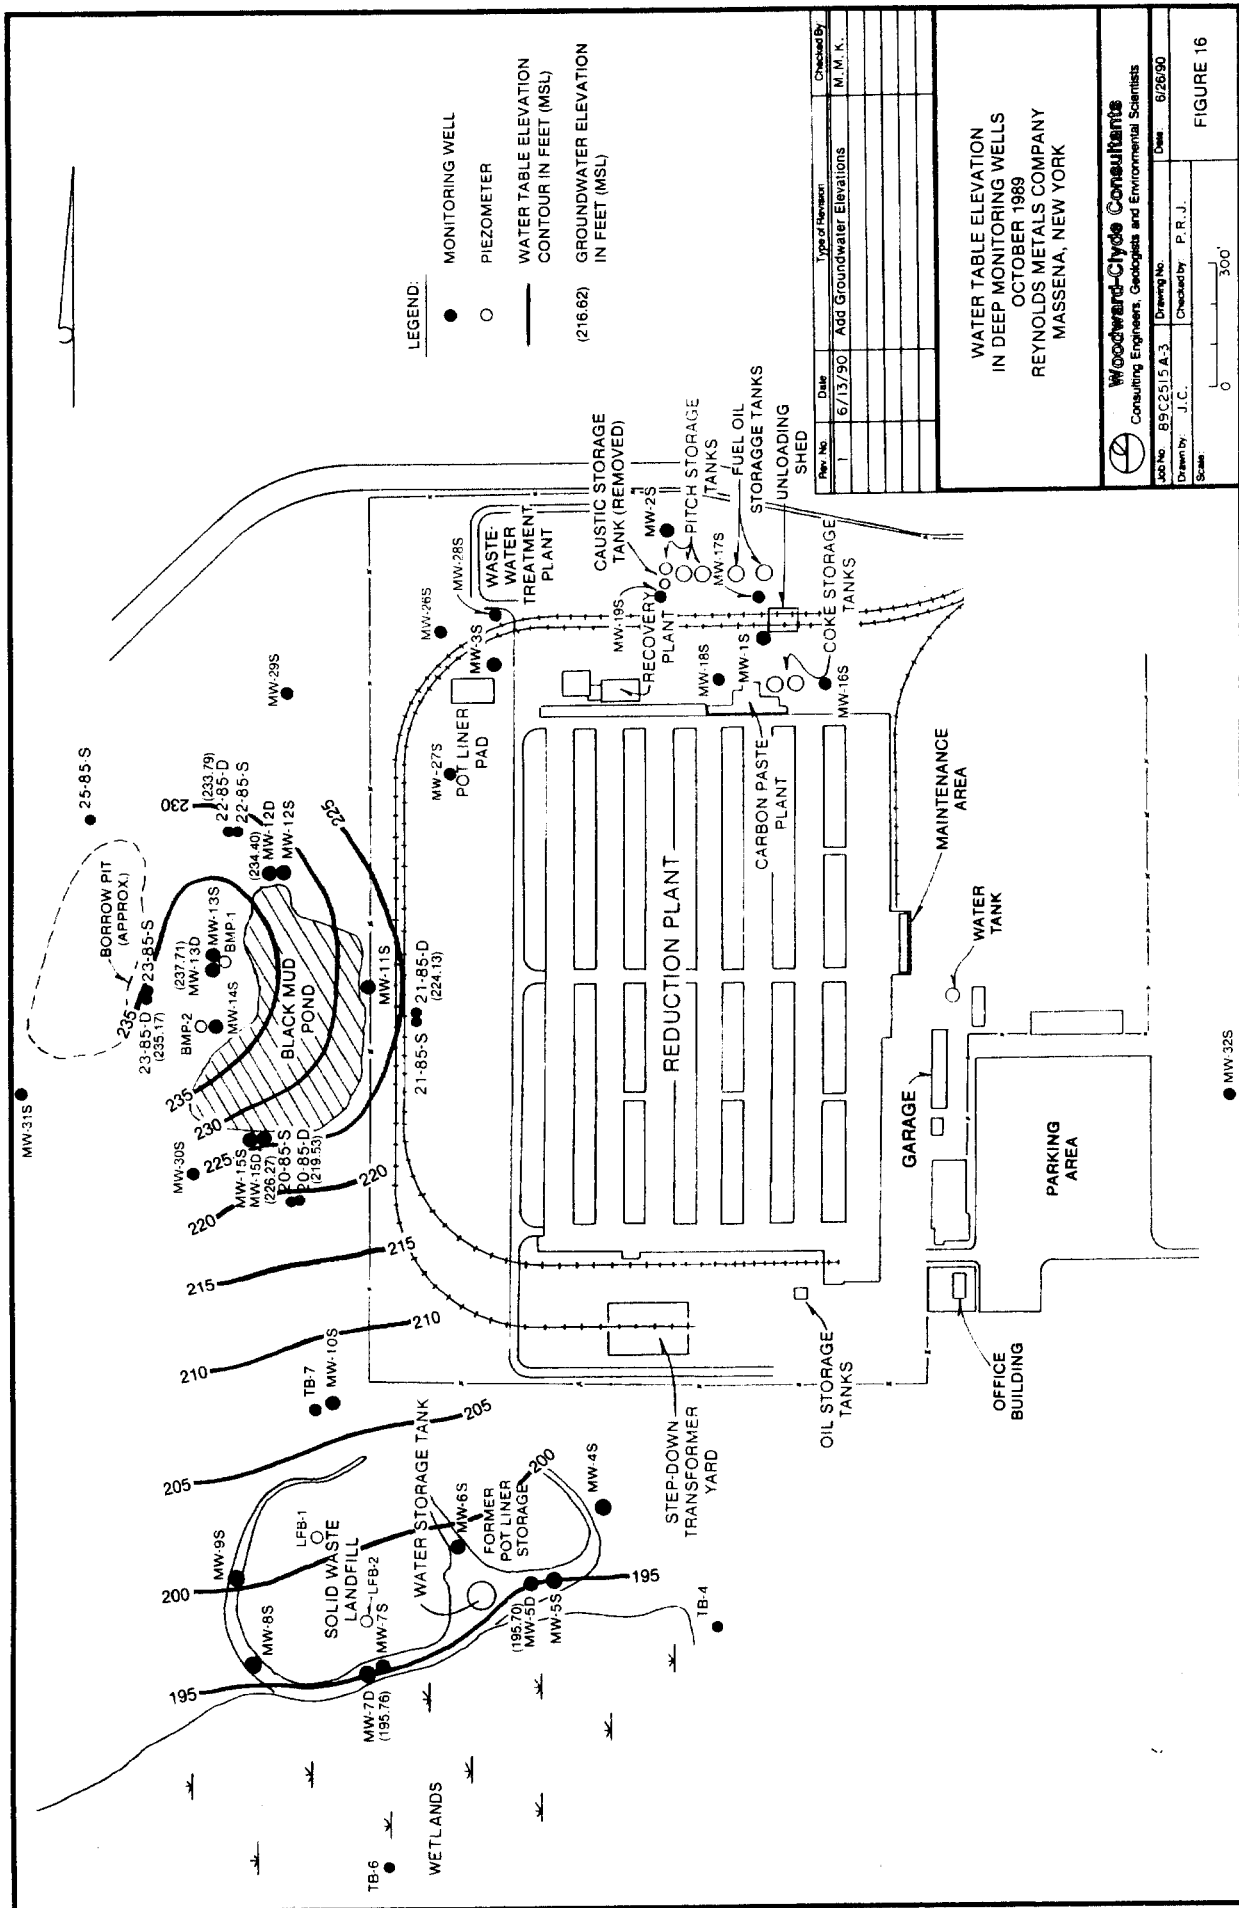 LEGEND:
MONITORING WELL
PIEZOMETER
WATER TABLE ELEVATION
CONTOUR IN FEET (MSL)
(216.62)
GROUNDWATER ELEVATION
IN FEET (MSL)
MW-31S
25-85-S
BORROW PIT
(APPROX.)
MW-29S
230
(233.79)
22-85-D
22-85-S
(234.40)
MW-12D
MW-12S
225
235
23-85-S
23-85-D
(235.17)
(237.71)
MW-13D
MW-13S
BMP-1
BMP-2
MW-14S
BLACK MUD
POND
MW-11S
21-85-S
21-85-D
(224.13)
235
230
225
MW-30S
MW-15S
MW-15D
(226.27)
20-85-S
20-85-D
(219.53)
220
220
215
215
210
210
TB-7
MW-10S
205
205
200
200
195
195
MW-9S
MW-8S
LFB-1
SOLID WASTE
LANDFILL
LFB-2
MW-7S
MW-7D
(195.76)
WATER STORAGE TANK
MW-6S
FORMER
POT LINER
STORAGE
MW-4S
(195.70)
MW-5D
MW-5S
TB-4
TB-6
WETLANDS
MW-26S
MW-28S
MW-3S
WASTE-
WATER
TREATMENT
PLANT
MW-27S
POT LINER
PAD
CAUSTIC STORAGE
TANK (REMOVED)
MW-2S
PITCH STORAGE
TANKS
MW-17S
FUEL OIL
STORAGGE TANKS
UNLOADING
SHED
MW-19S
RECOVERY
PLANT
MW-18S
MW-1S
COKE STORAGE
TANKS
MW-16S
CARBON PASTE
PLANT
REDUCTION PLANT
MAINTENANCE
AREA
WATER
TANK
GARAGE
PARKING
AREA
MW-32S
OFFICE
BUILDING
OIL STORAGE
TANKS
STEP-DOWN
TRANSFORMER
YARD
Rev. No.
Date
Type of Revision
Checked By
1
6/13/90
Add Groundwater Elevations
M. M. K.
WATER TABLE ELEVATION
IN DEEP MONITORING WELLS
OCTOBER 1989
REYNOLDS METALS COMPANY
MASSENA, NEW YORK
Woodward-Clyde Consultants
Consulting Engineers, Geologists and Environmental Scientists
Job No. 89C2515A-3
Drawing No.
Date: 6/26/90
Drawn by: J.C.
Checked by: P.R.J.
Scale:
0 300'
FIGURE 16